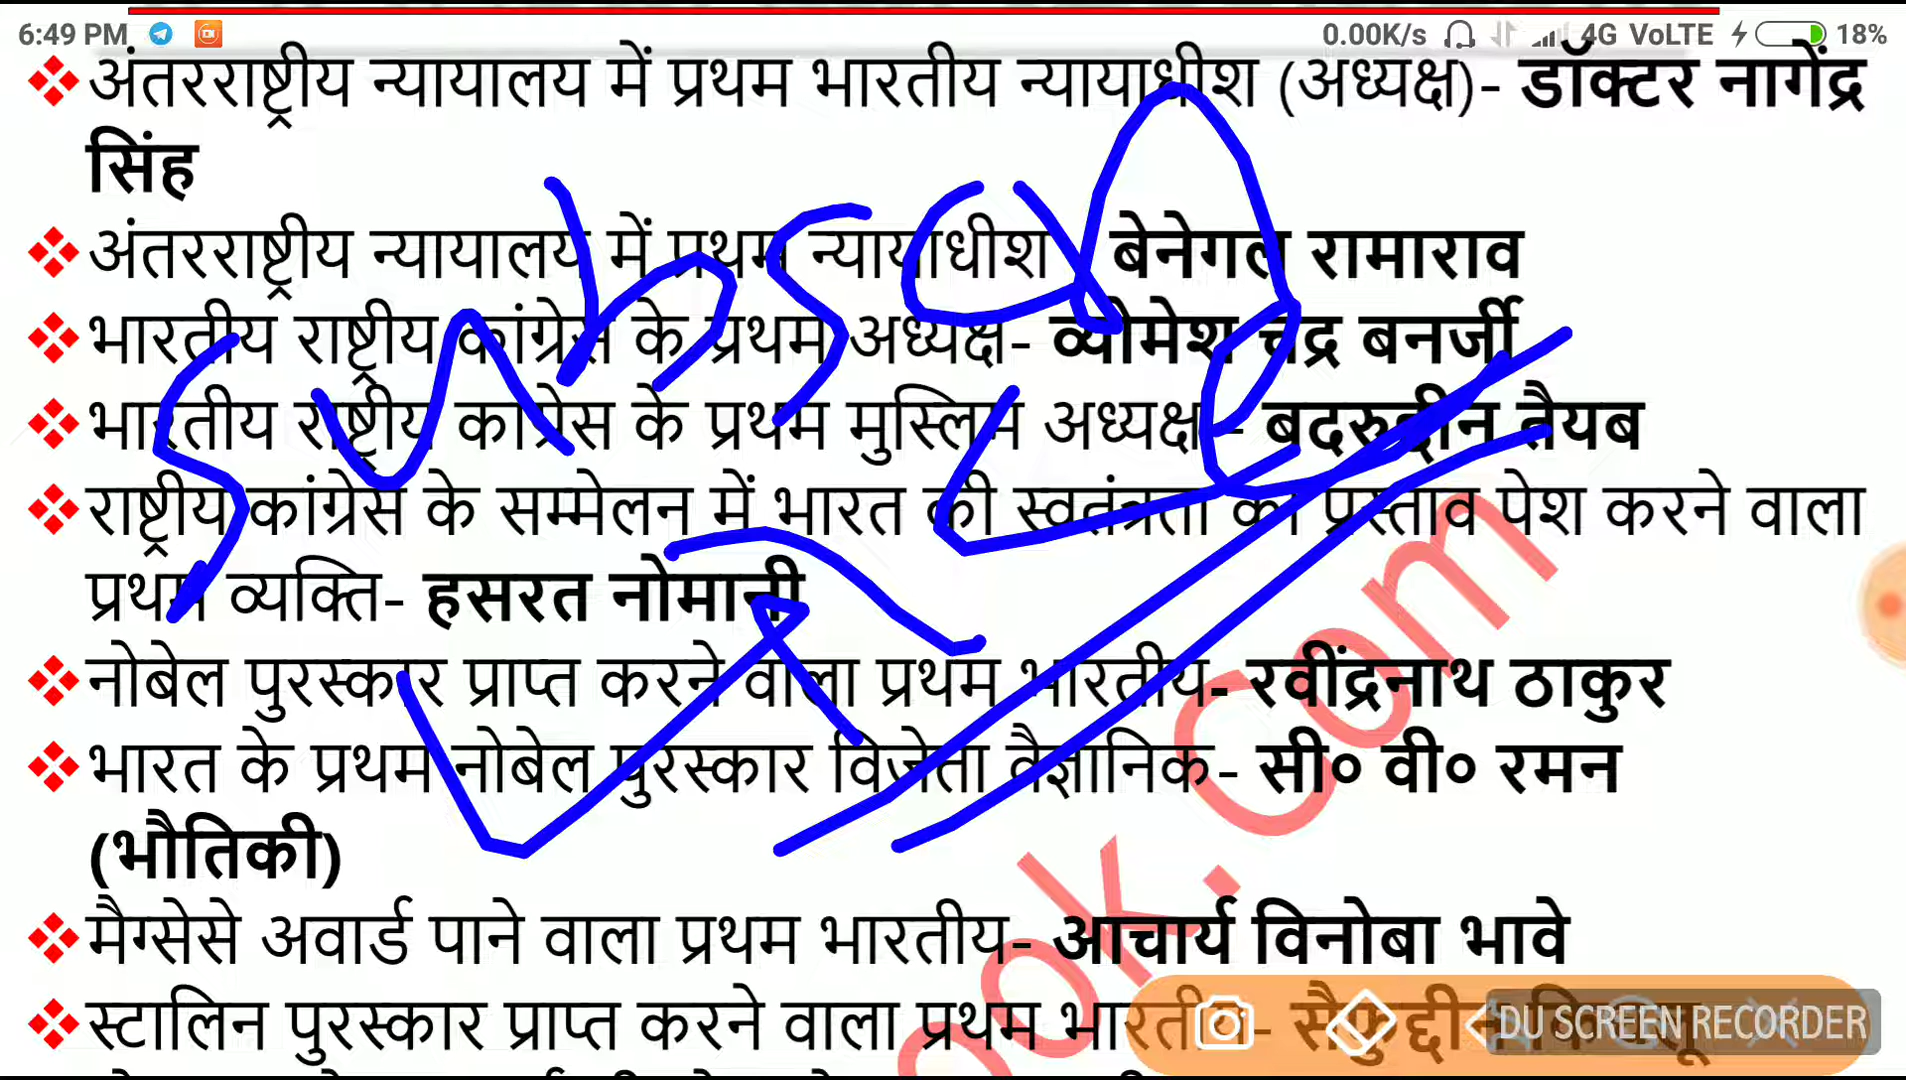 6:49 PM 0.00K/s 4G VoLTE 18%
अंतरराष्ट्रीय न्यायालय में प्रथम भारतीय न्यायाधीश (अध्यक्ष)- डॉक्टर नागेंद्र
सिंह
अंतरराष्ट्रीय न्यायालय में प्रथम न्यायाधीश बेनेगल रामाराव
भारतीय राष्ट्रीय कांग्रेस के प्रथम अध्यक्ष- व्योमेश चंद्र बनर्जी
भारतीय राष्ट्रीय कांग्रेस के प्रथम मुस्लिम अध्यक्ष - बदरुद्दीन तैयब
राष्ट्रीय कांग्रेस के सम्मेलन में भारत की स्वतंत्रता का प्रस्ताव पेश करने वाला
प्रथम व्यक्ति- हसरत नोमानी
नोबेल पुरस्कार प्राप्त करने वाला प्रथम भारतीय- रवींद्रनाथ ठाकुर
भारत के प्रथम नोबेल पुरस्कार विजेता वैज्ञानिक- सी० वी० रमन
(भौतिकी)
मैग्सेसे अवार्ड पाने वाला प्रथम भारतीय- आचार्य विनोबा भावे
स्टालिन पुरस्कार प्राप्त करने वाला प्रथम भारतीय- सैफुद्दीन
DU SCREEN RECORDER
ook.com